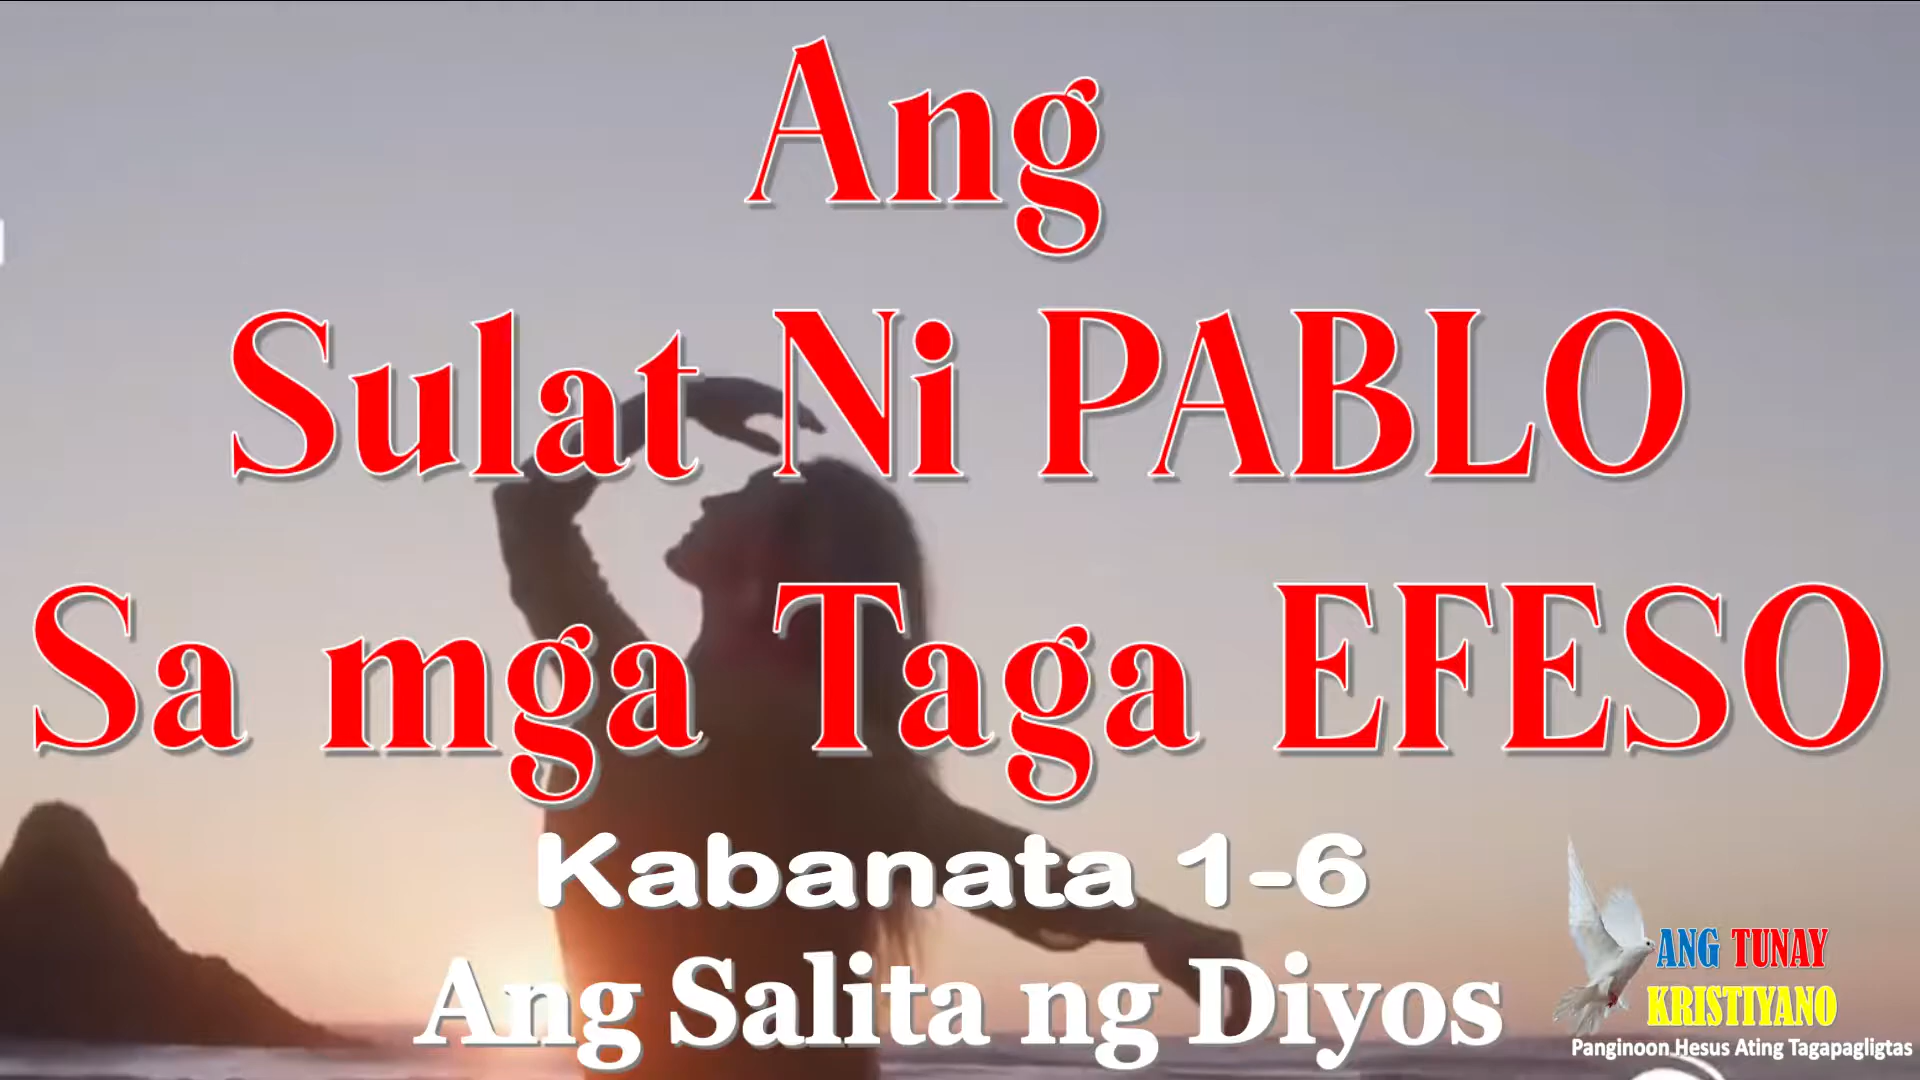 Ang
Sulat Ni PABLO
Sa mga Taga EFESO
Kabanata 1-6
Ang Salita ng Diyos
ANG TUNAY
KRISTIYANO
Panginoon Hesus Ating Tagapagligtas